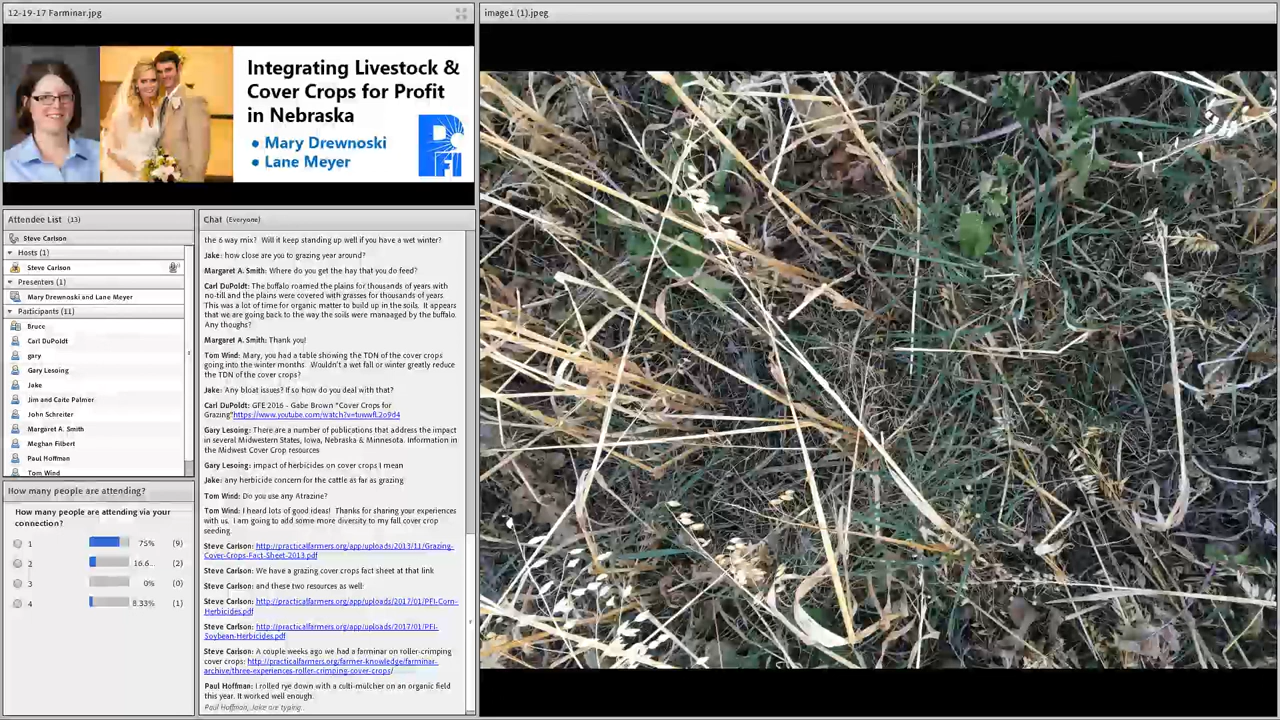 12-19-17 Farminar.jpg
Integrating Livestock &
Cover Crops for Profit
in Nebraska
• Mary Drewnoski
• Lane Meyer
PFI
Attendee List (13)
Steve Carlson
Hosts (1)
Steve Carlson
Presenters (1)
Mary Drewnoski and Lane Meyer
Participants (11)
Bruce
Carl DuPoldt
gary
Gary Lesoing
Jake
Jim and Caite Palmer
John Schreiter
Margaret A. Smith
Meghan Filbert
Paul Hoffman
Tom Wind
How many people are attending?
How many people are attending via your
connection?
1 75% (9)
2 16.6... (2)
3 0% (0)
4 8.33% (1)
Chat (Everyone)
the 6 way mix? Will it keep standing up well if you have a wet winter?
Jake: how close are you to grazing year around?
Margaret A. Smith: Where do you get the hay that you do feed?
Carl DuPoldt: The buffalo roamed the plains for thousands of years with
no-till and the plains were covered with grasses for thousands of years.
This was a lot of time for organic matter to build up in the soils. It appears
that we are going back to the way the soils were manaaged by the buffalo.
Any thoughs?
Margaret A. Smith: Thank you!
Tom Wind: Mary, you had a table showing the TDN of the cover crops
going into the winter months. Wouldn't a wet fall or winter greatly reduce
the TDN of the cover crops?
Jake: Any bloat issues? If so how do you deal with that?
Carl DuPoldt: GFE 2016 - Gabe Brown "Cover Crops for
Gary Lesoing: There are a number of publications that address the impact
in several Midwestern States, Iowa, Nebraska & Minnesota. Information in
the Midwest Cover Crop resources
Gary Lesoing: impact of herbicides on cover crops I mean
Jake: any herbicide concern for the cattle as far as grazing
Tom Wind: Do you use any Atrazine?
Tom Wind: I heard lots of good ideas! Thanks for sharing your experiences
with us. I am going to add some more diversity to my fall cover crop
seeding.
Steve Carlson: http://practicalfarmers.org/app/uploads/2013/11/Grazing-
Cover-Crops-Fact-Sheet-2013.pdf
Steve Carlson: We have a grazing cover crops fact sheet at that link
Steve Carlson: and these two resources as well:
Steve Carlson: http://practicalfarmers.org/app/uploads/2017/01/PFI-Corn-
Herbicides.pdf
Steve Carlson: http://practicalfarmers.org/app/uploads/2017/01/PFI-
Soybean-Herbicides.pdf
Steve Carlson: A couple weeks ago we had a farminar on roller-crimping
cover crops: http://practicalfarmers.org/farmer-knowledge/farminar-
archive/three-experiences-roller-crimping-cover-crops/
Paul Hoffman: I rolled rye down with a culti-mulcher on an organic field
this year. It worked well enough.
Paul Hoffman, Jake are typing...
image1 (1).jpeg